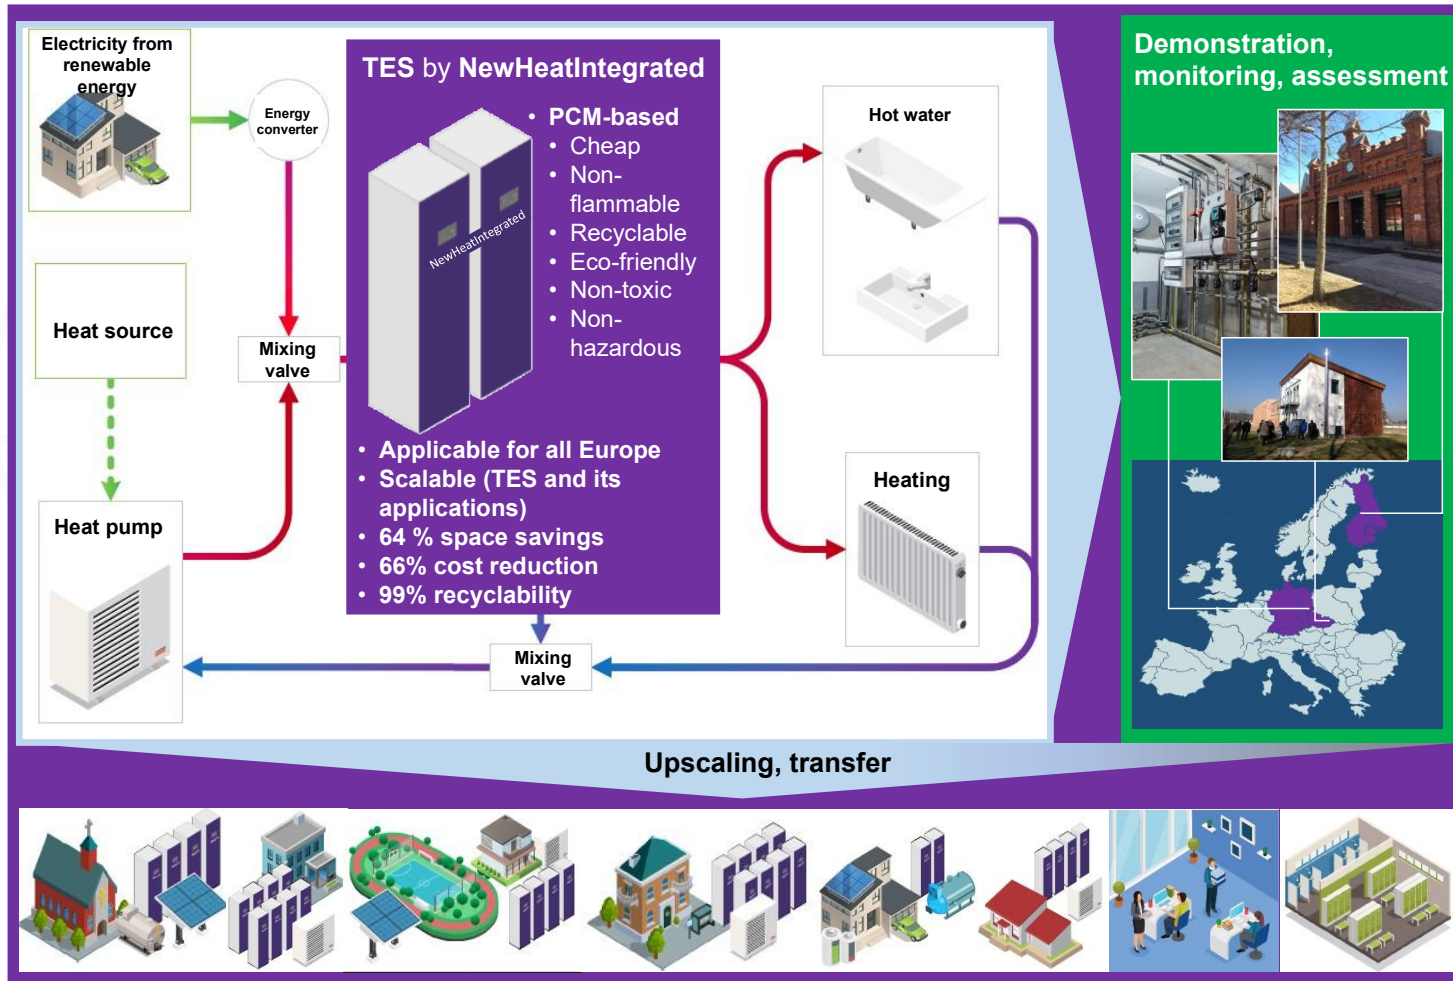 Electricity from
renewable
energy
Energy
converter
Heat source
Mixing
valve
Heat pump
TES by NewHeatIntegrated
NewHeatIntegrated
• PCM-based
• Cheap
• Non-
flammable
• Recyclable
• Eco-friendly
• Non-toxic
• Non-
hazardous
• Applicable for all Europe
• Scalable (TES and its
applications)
• 64 % space savings
• 66% cost reduction
• 99% recyclability
Mixing
valve
Hot water
Heating
Demonstration,
monitoring, assessment
Upscaling, transfer